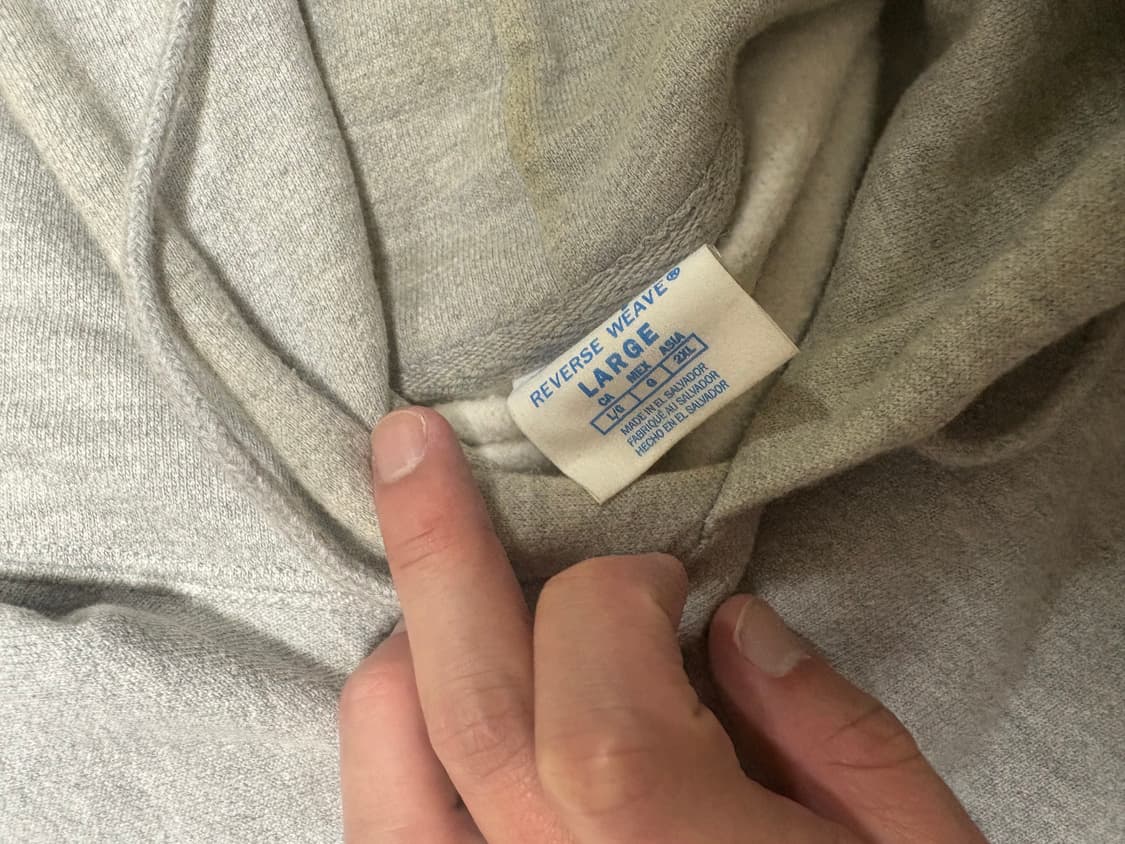 REVERSE WEAVE®
LARGE
CA MEX ASIA
L/G G 2XL
MADE IN EL SALVADOR
FABRIQUÉ AU SALVADOR
HECHO EN EL SALVADOR